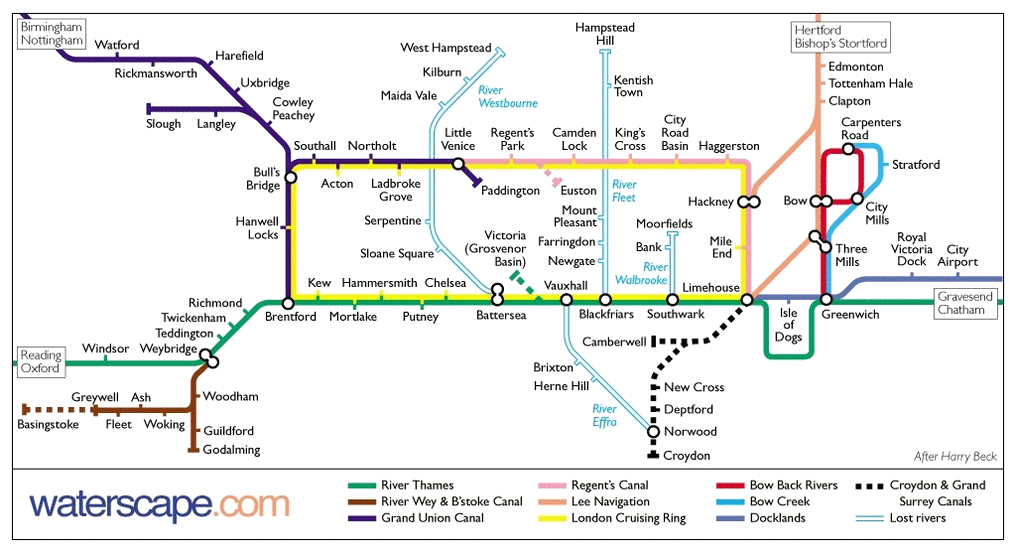 Birmingham
Nottingham
Watford
Rickmansworth
Harefield
Uxbridge
Cowley
Peachey
Slough
Langley
Bull's
Bridge
Hanwell
Locks
Southall
Northolt
Acton
Ladbroke
Grove
Little
Venice
Paddington
West Hampstead
Kilburn
Maida Vale
River
Westbourne
Serpentine
Sloane Square
Regent's
Park
Camden
Lock
Euston
King's
Cross
City
Road
Basin
Haggerston
Hampstead
Hill
Kentish
Town
River
Fleet
Mount
Pleasant
Farringdon
Newgate
Moorfields
Bank
River
Walbrooke
Victoria
(Grosvenor
Basin)
Hackney
Mile
End
Limehouse
Hertford
Bishop's Stortford
Edmonton
Tottenham Hale
Clapton
Carpenters
Road
Stratford
Bow
City
Mills
Three
Mills
Royal
Victoria
Dock
City
Airport
Gravesend
Chatham
Greenwich
Isle
of
Dogs
Reading
Oxford
Windsor
Richmond
Twickenham
Teddington
Weybridge
Brentford
Kew
Hammersmith
Chelsea
Mortlake
Putney
Battersea
Vauxhall
Blackfriars
Southwark
Camberwell
Brixton
Herne Hill
River
Effra
New Cross
Deptford
Norwood
Croydon
Greywell
Ash
Basingstoke
Fleet
Woking
Woodham
Guildford
Godalming
After Harry Beck
waterscape.com
River Thames
River Wey & B'stoke Canal
Grand Union Canal
Regent's Canal
Lee Navigation
London Cruising Ring
Bow Back Rivers
Bow Creek
Docklands
Croydon & Grand
Surrey Canals
Lost rivers